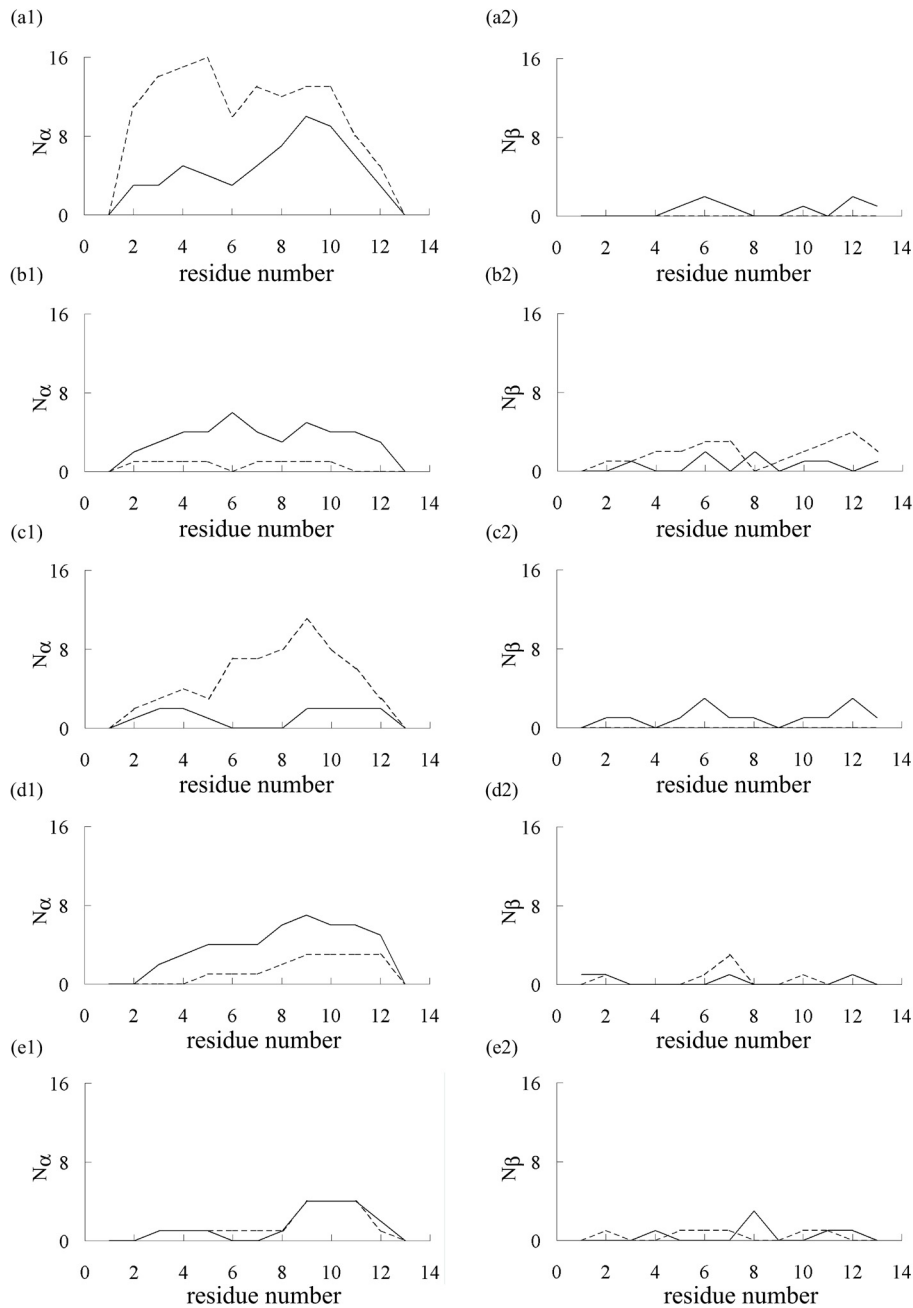 (a1) (a2)
16 16
Nα 8 Nβ 8
0 0
0 2 4 6 8 10 12 14 0 2 4 6 8 10 12 14
residue number residue number
(b1) (b2)
16 16
Nα 8 Nβ 8
0 0
0 2 4 6 8 10 12 14 0 2 4 6 8 10 12 14
residue number residue number
(c1) (c2)
16 16
Nα 8 Nβ 8
0 0
0 2 4 6 8 10 12 14 0 2 4 6 8 10 12 14
residue number residue number
(d1) (d2)
16 16
Nα 8 Nβ 8
0 0
0 2 4 6 8 10 12 14 0 2 4 6 8 10 12 14
residue number residue number
(e1) (e2)
16 16
Nα 8 Nβ 8
0 0
0 2 4 6 8 10 12 14 0 2 4 6 8 10 12 14
residue number residue number